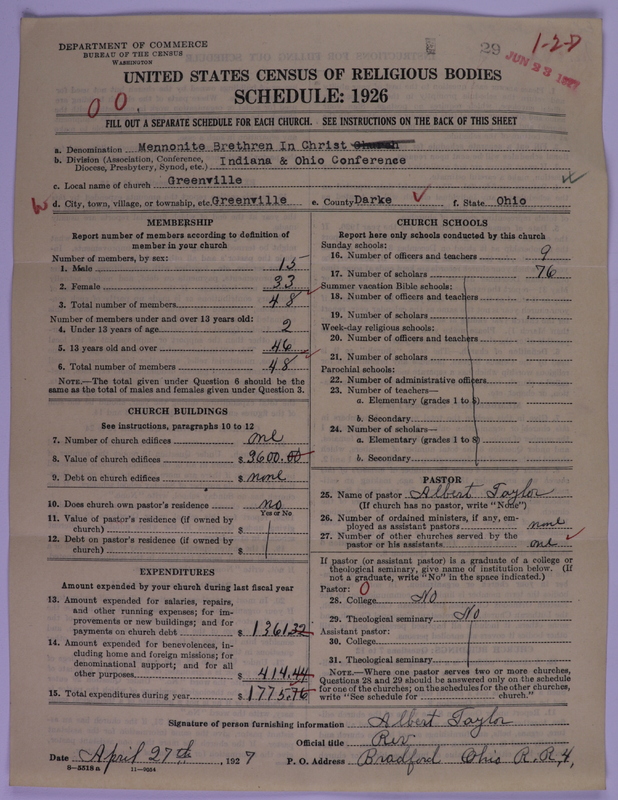 DEPARTMENT OF COMMERCE
BUREAU OF THE CENSUS
WASHINGTON
29
1-2-8
JUN 23 1927
UNITED STATES CENSUS OF RELIGIOUS BODIES
SCHEDULE: 1926
0 0.
FILL OUT A SEPARATE SCHEDULE FOR EACH CHURCH. SEE INSTRUCTIONS ON THE BACK OF THIS SHEET
a. Denomination Mennonite Brethren In Christ Church
b. Division (Association, Conference, Diocese, Presbytery, Synod, etc.) Indiana & Ohio Conference
c. Local name of church Greenville
d. City, town, village, or township, etc. Greenville e. County Darke f. State Ohio
MEMBERSHIP
Report number of members according to definition of
member in your church
Number of members, by sex:
1. Male 15
2. Female 33
3. Total number of members 48
Number of members under and over 13 years old:
4. Under 13 years of age 2
5. 13 years old and over 46
6. Total number of members 48
NOTE.—The total given under Question 6 should be the
same as the total of males and females given under Question 3.
CHURCH BUILDINGS
See instructions, paragraphs 10 to 12
7. Number of church edifices one
8. Value of church edifices $ 3600.00
9. Debt on church edifices $ none
10. Does church own pastor's residence no
Yes or No
11. Value of pastor's residence (if owned by
church) $
12. Debt on pastor's residence (if owned by
church) $
EXPENDITURES
Amount expended by your church during last fiscal year
13. Amount expended for salaries, repairs,
and other running expenses; for im-
provements or new buildings; and for
payments on church debt $ 1361.32
14. Amount expended for benevolences, in-
cluding home and foreign missions; for
denominational support; and for all
other purposes $ 414.44
15. Total expenditures during year $ 1775.76
CHURCH SCHOOLS
Report here only schools conducted by this church
Sunday schools:
16. Number of officers and teachers 9
17. Number of scholars 76
Summer vacation Bible schools:
18. Number of officers and teachers
19. Number of scholars
Week-day religious schools:
20. Number of officers and teachers
21. Number of scholars
Parochial schools:
22. Number of administrative officers
23. Number of teachers—
a. Elementary (grades 1 to 8)
b. Secondary
24. Number of scholars—
a. Elementary (grades 1 to 8)
b. Secondary
PASTOR
25. Name of pastor Albert Taylor
(If church has no pastor, write "None")
26. Number of ordained ministers, if any, em-
ployed as assistant pastors none
27. Number of other churches served by the
pastor or his assistants one
If pastor (or assistant pastor) is a graduate of a college or
theological seminary, give name of institution below. (If
not a graduate, write "No" in the space indicated.)
Pastor: 0
28. College No
29. Theological seminary No
Assistant pastor:
30. College
31. Theological seminary
NOTE.—Where one pastor serves two or more churches,
Questions 28 and 29 should be answered only on the schedule
for one of the churches; on the schedules for the other churches,
write "See schedule for church."
Signature of person furnishing information Albert Taylor
Official title Rev
Date April 27th, 1927 P. O. Address Bradford Ohio R.R.4,
8—5518a 11—9054